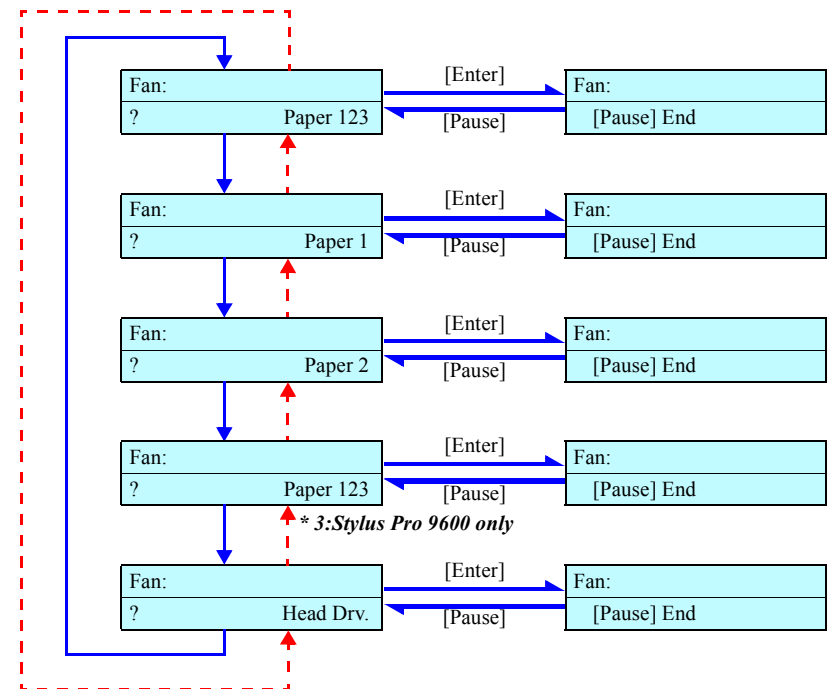 [Enter]
Fan:
Fan:
? Paper 123
[Pause] End
[Pause]
[Enter]
Fan:
Fan:
? Paper 1
[Pause] End
[Pause]
[Enter]
Fan:
Fan:
? Paper 2
[Pause] End
[Pause]
[Enter]
Fan:
Fan:
? Paper 123
[Pause] End
[Pause]
* 3:Stylus Pro 9600 only
[Enter]
Fan:
Fan:
? Head Drv.
[Pause] End
[Pause]